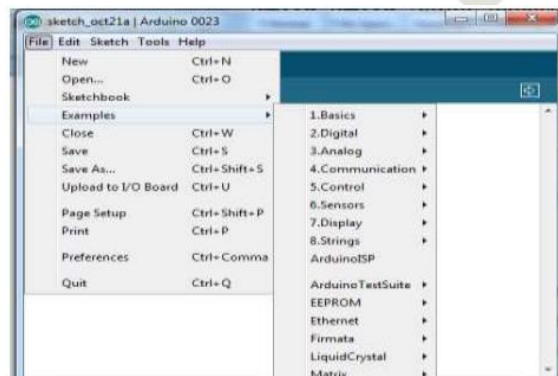 sketch_oct21a | Arduino 0023
File Edit Sketch Tools Help
New Ctrl+N
Open... Ctrl+O
Sketchbook
Examples
Close Ctrl+W
Save Ctrl+S
Save As... Ctrl+Shift+S
Upload to I/O Board Ctrl+U
Page Setup Ctrl+Shift+P
Print Ctrl+P
Preferences Ctrl+Comma
Quit Ctrl+Q
1.Basics
2.Digital
3.Analog
4.Communication
5.Control
6.Sensors
7.Display
8.Strings
ArduinoISP
ArduinoTestSuite
EEPROM
Ethernet
Firmata
LiquidCrystal
Matrix